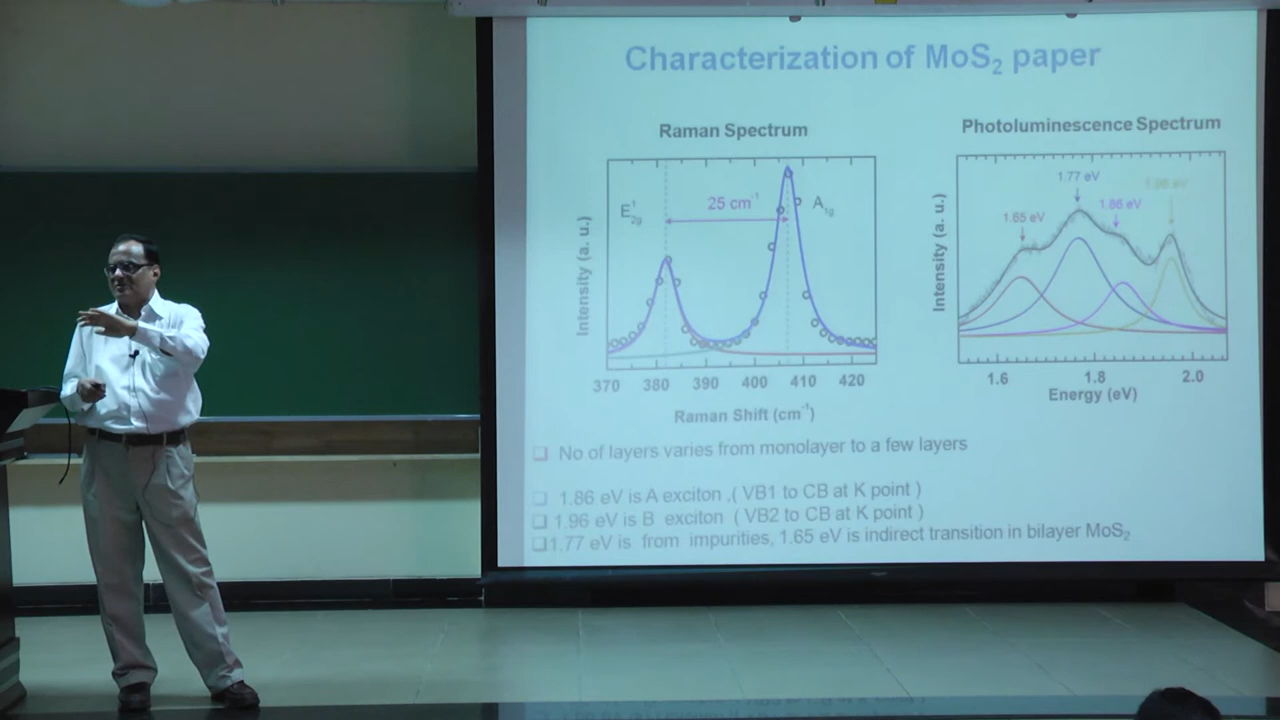 Characterization of MoS₂ paper
Raman Spectrum
Photoluminescence Spectrum
Intensity (a. u.)
E¹2g
25 cm⁻¹
A1g
370 380 390 400 410 420
Raman Shift (cm⁻¹)
Intensity (a. u.)
1.65 eV
1.77 eV
1.86 eV
1.96 eV
1.6 1.8 2.0
Energy (eV)
❑ No of layers varies from monolayer to a few layers
❑ 1.86 eV is A exciton ,( VB1 to CB at K point )
❑ 1.96 eV is B exciton ( VB2 to CB at K point )
❑1.77 eV is from impurities, 1.65 eV is indirect transition in bilayer MoS₂